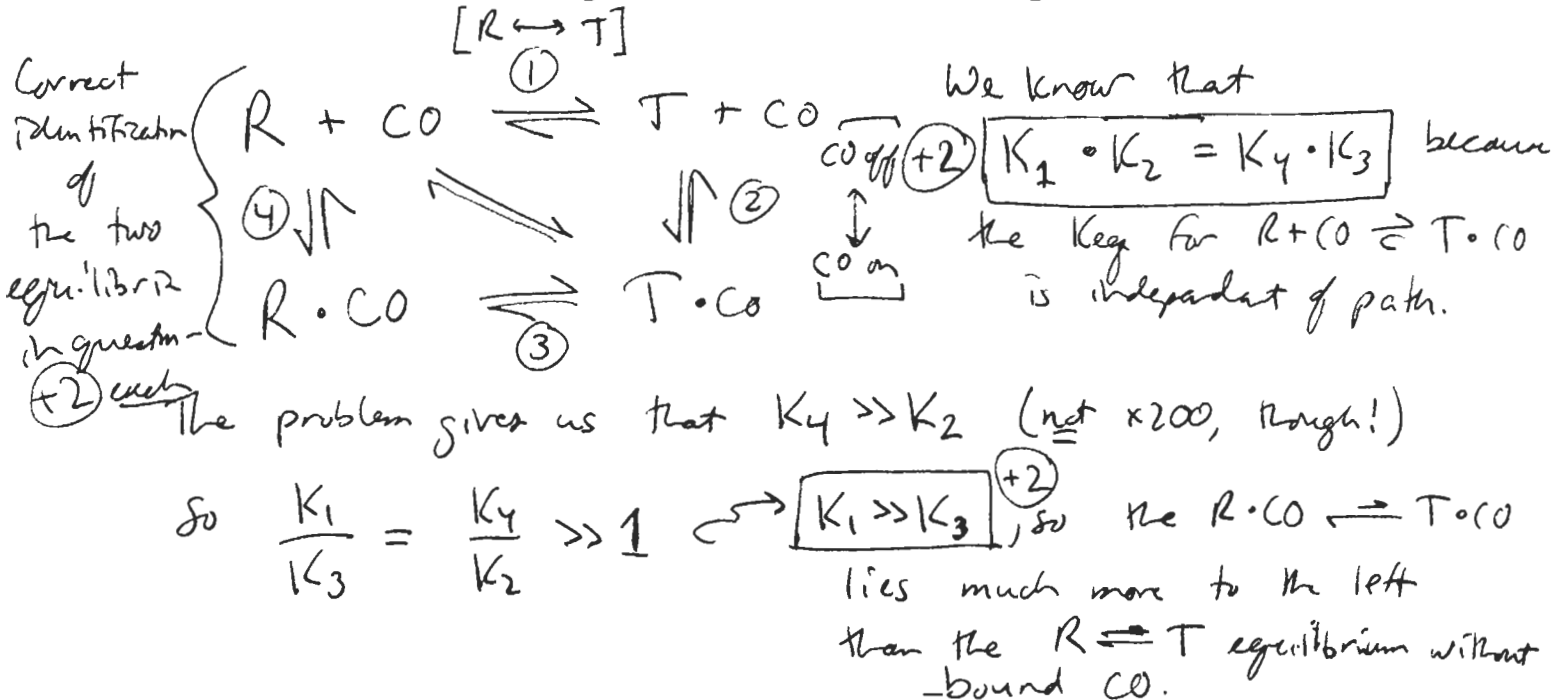 [R ↔ T]
①
Correct
identification
of
the two
equilibria
in question –
+2 each
R + CO ⇌ T + CO
④ ⇌
⇌ ②
R • CO ⇌ T • CO
③
CO off
↕
CO on
We know that
+2 K₁ • K₂ = K₄ • K₃ because
the Keq for R + CO ⇌ T • CO
is independant of path.
The problem gives us that K₄ >> K₂ (not ×200, though!)
So K₁/K₃ = K₄/K₂ >> 1 K₁ >> K₃ +2, so the R • CO ⇌ T • CO
lies much more to the left
than the R ⇌ T equilibrium without
bound CO.